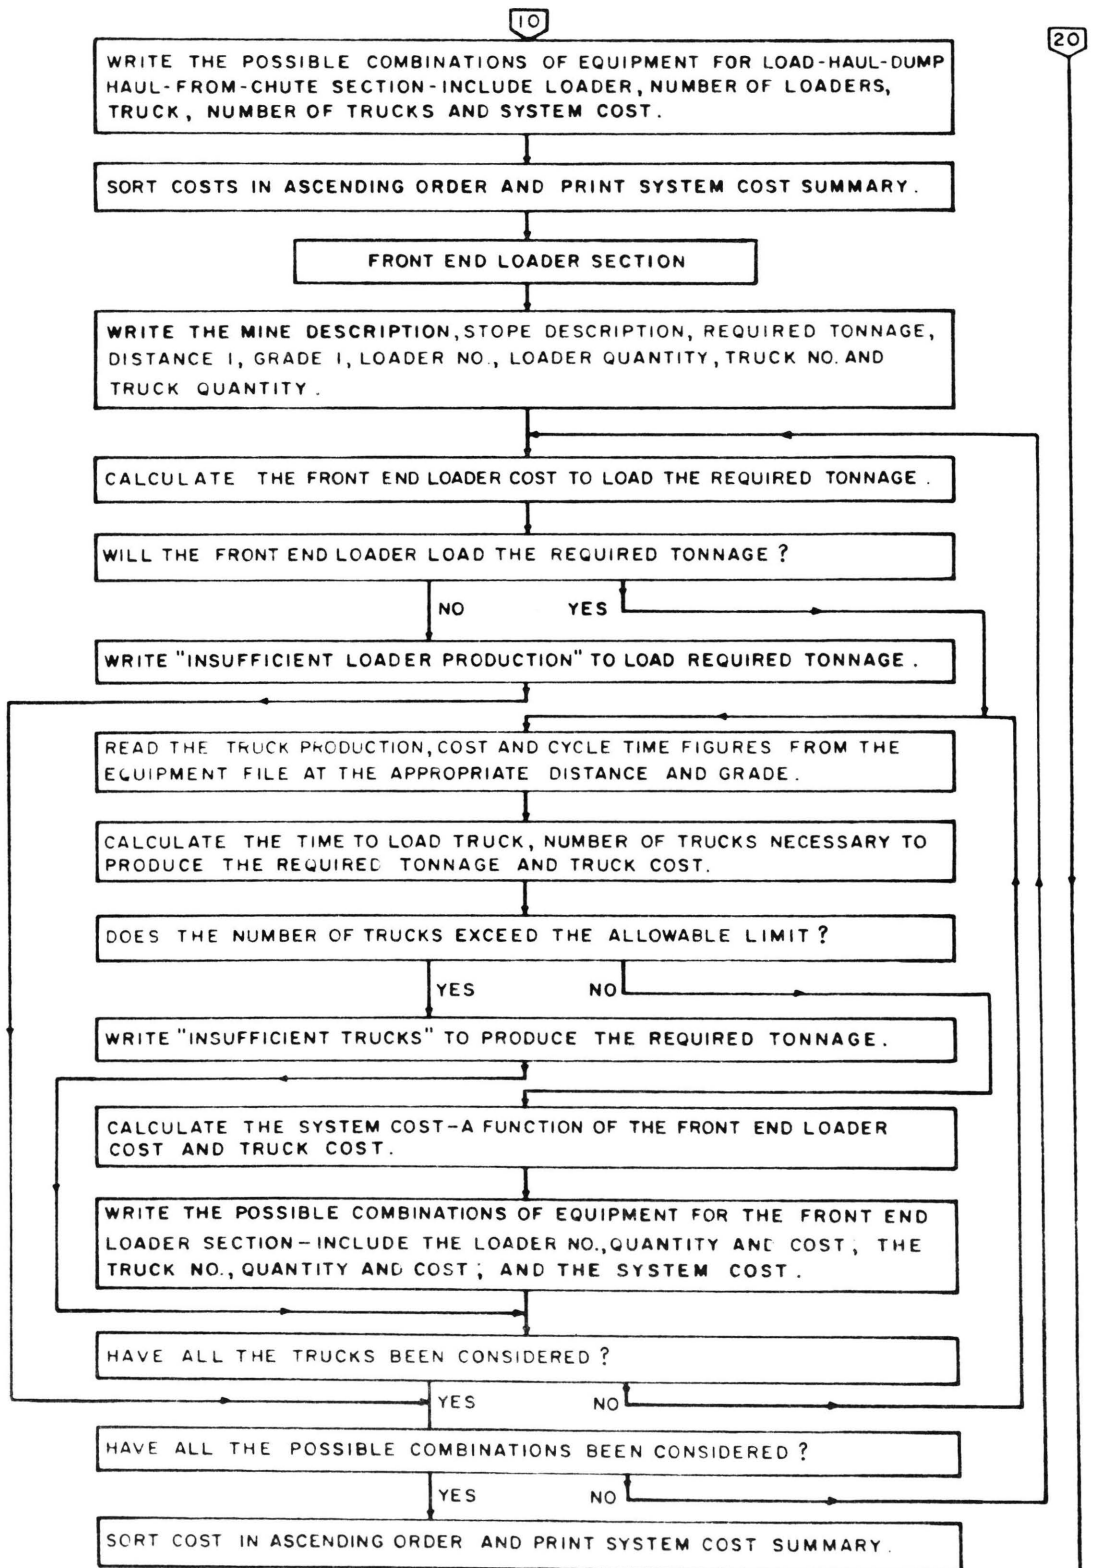 10
20
WRITE THE POSSIBLE COMBINATIONS OF EQUIPMENT FOR LOAD-HAUL-DUMP
HAUL-FROM-CHUTE SECTION-INCLUDE LOADER, NUMBER OF LOADERS,
TRUCK, NUMBER OF TRUCKS AND SYSTEM COST.
SORT COSTS IN ASCENDING ORDER AND PRINT SYSTEM COST SUMMARY.
FRONT END LOADER SECTION
WRITE THE MINE DESCRIPTION, STOPE DESCRIPTION, REQUIRED TONNAGE,
DISTANCE 1, GRADE 1, LOADER NO., LOADER QUANTITY, TRUCK NO. AND
TRUCK QUANTITY.
CALCULATE THE FRONT END LOADER COST TO LOAD THE REQUIRED TONNAGE.
WILL THE FRONT END LOADER LOAD THE REQUIRED TONNAGE?
NO YES
WRITE "INSUFFICIENT LOADER PRODUCTION" TO LOAD REQUIRED TONNAGE.
READ THE TRUCK PRODUCTION, COST AND CYCLE TIME FIGURES FROM THE
EQUIPMENT FILE AT THE APPROPRIATE DISTANCE AND GRADE.
CALCULATE THE TIME TO LOAD TRUCK, NUMBER OF TRUCKS NECESSARY TO
PRODUCE THE REQUIRED TONNAGE AND TRUCK COST.
DOES THE NUMBER OF TRUCKS EXCEED THE ALLOWABLE LIMIT?
YES NO
WRITE "INSUFFICIENT TRUCKS" TO PRODUCE THE REQUIRED TONNAGE.
CALCULATE THE SYSTEM COST-A FUNCTION OF THE FRONT END LOADER
COST AND TRUCK COST.
WRITE THE POSSIBLE COMBINATIONS OF EQUIPMENT FOR THE FRONT END
LOADER SECTION-INCLUDE THE LOADER NO., QUANTITY AND COST; THE
TRUCK NO., QUANTITY AND COST; AND THE SYSTEM COST.
HAVE ALL THE TRUCKS BEEN CONSIDERED?
YES NO
HAVE ALL THE POSSIBLE COMBINATIONS BEEN CONSIDERED?
YES NO
SORT COST IN ASCENDING ORDER AND PRINT SYSTEM COST SUMMARY.